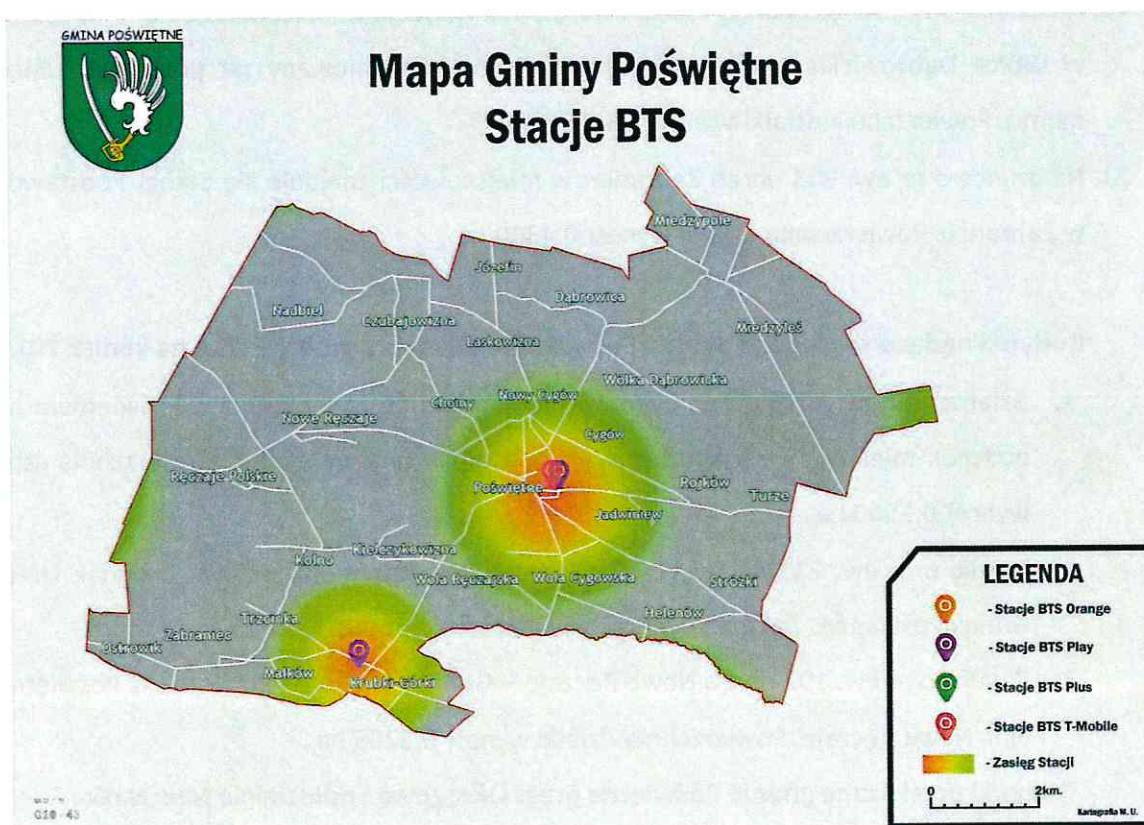 GMINA POŚWIĘTNE
Mapa Gminy Poświętne
Stacje BTS
Międzypole
Józefin
Dąbrowica
Nadbiel
Czubajowizna
Międzyleś
Laskowizna
Wólka Dąbrowicka
Nowy Cygów
Choiny
Nowe Ręczaje
Cygów
Ręczaje Polskie
Poświętne
Rojków
Turze
Jadwiniew
Kielczykowizna
Kolno
Wola Ręczajska
Wola Cygowska
Stróżki
Helenów
Trzcinka
Zabraniec
Ostrowik
Małków
Krubki-Górki
LEGENDA
- Stacje BTS Orange
- Stacje BTS Play
- Stacje BTS Plus
- Stacje BTS T-Mobile
- Zasięg Stacji
0 2km.
Kartografia W. U.